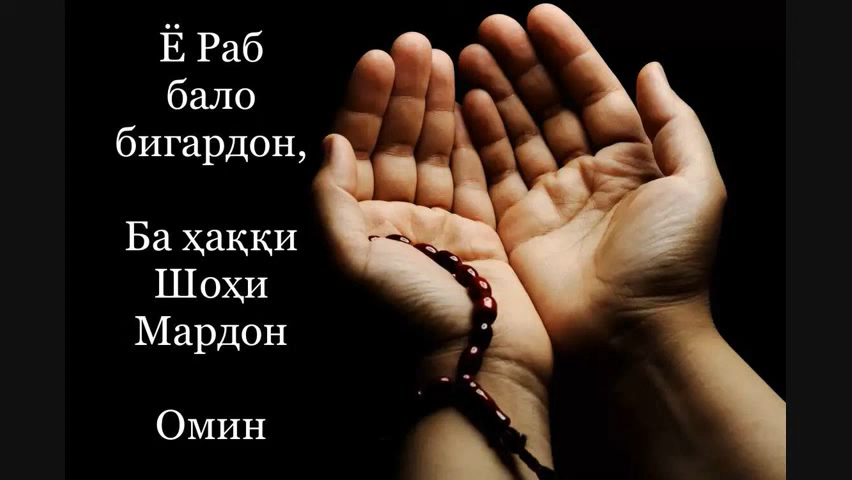 Ё Раб
бало
бигардон,
Ба ҳаққи
Шоҳи
Мардон
Омин